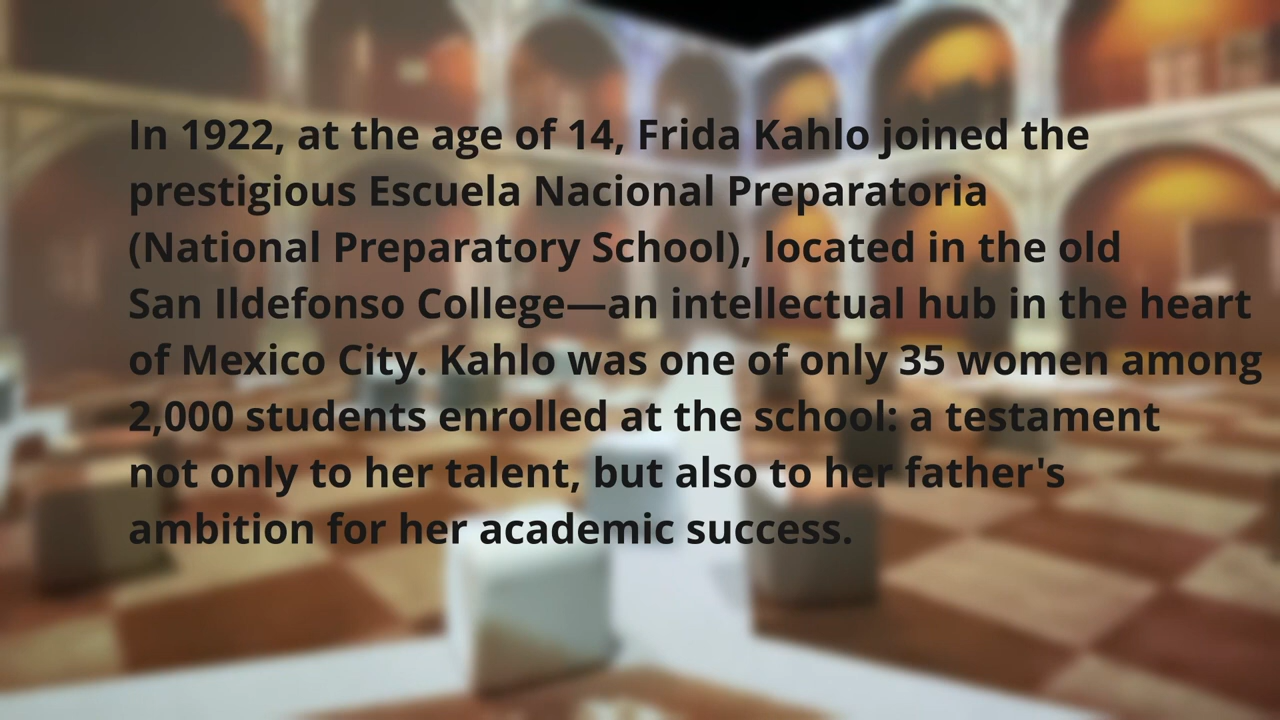 In 1922, at the age of 14, Frida Kahlo joined the
prestigious Escuela Nacional Preparatoria
(National Preparatory School), located in the old
San Ildefonso College—an intellectual hub in the heart
of Mexico City. Kahlo was one of only 35 women among
2,000 students enrolled at the school: a testament
not only to her talent, but also to her father's
ambition for her academic success.